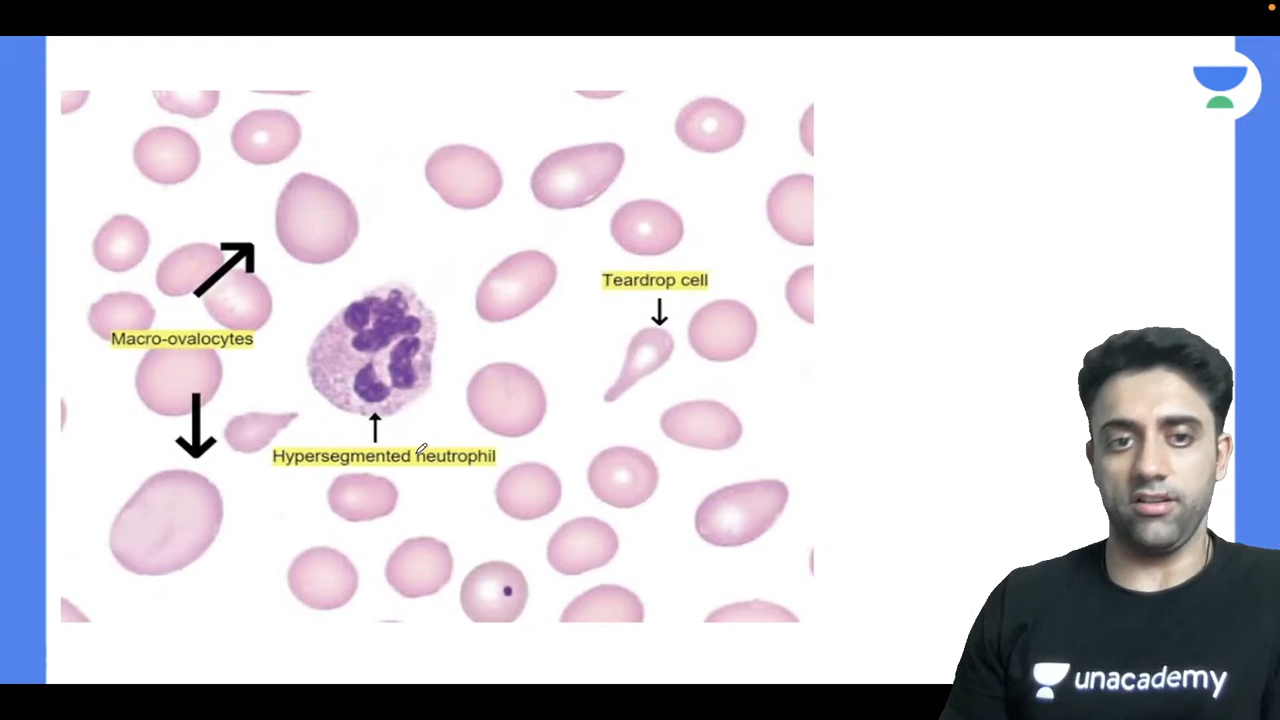 Teardrop cell
Macro-ovalocytes
Hypersegmented neutrophil
unacademy